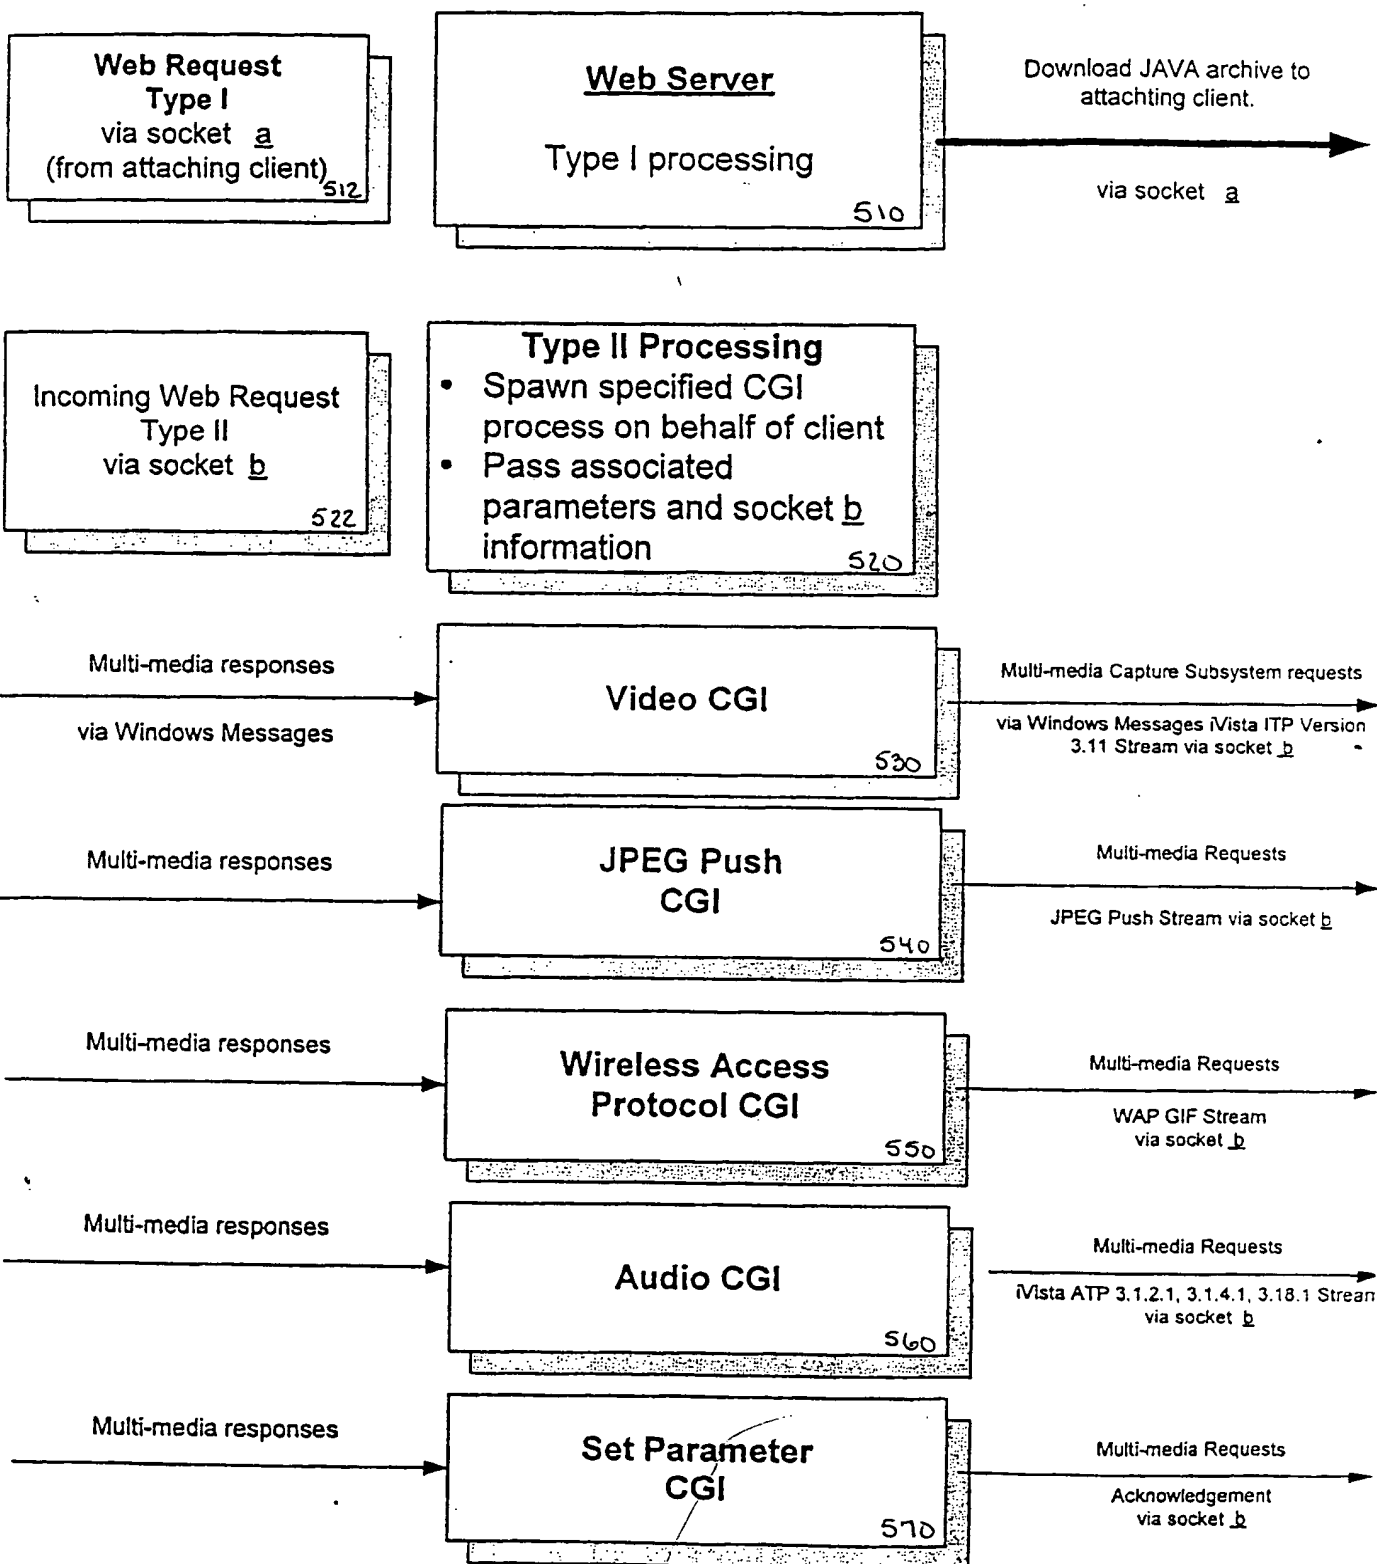 Web Request
Type I
via socket a
(from attaching client)
512
Web Server
Type I processing
510
Download JAVA archive to
attachting client.
via socket a
Incoming Web Request
Type II
via socket b
522
Type II Processing
• Spawn specified CGI
process on behalf of client
• Pass associated
parameters and socket b
information
520
Multi-media responses
via Windows Messages
Video CGI
530
Multi-media Capture Subsystem requests
via Windows Messages iVista ITP Version
3.11 Stream via socket b
Multi-media responses
JPEG Push
CGI
540
Multi-media Requests
JPEG Push Stream via socket b
Multi-media responses
Wireless Access
Protocol CGI
550
Multi-media Requests
WAP GIF Stream
via socket b
Multi-media responses
Audio CGI
560
Multi-media Requests
iVista ATP 3.1.2.1, 3.1.4.1, 3.18.1 Stream
via socket b
Multi-media responses
Set Parameter
CGI
570
Multi-media Requests
Acknowledgement
via socket b